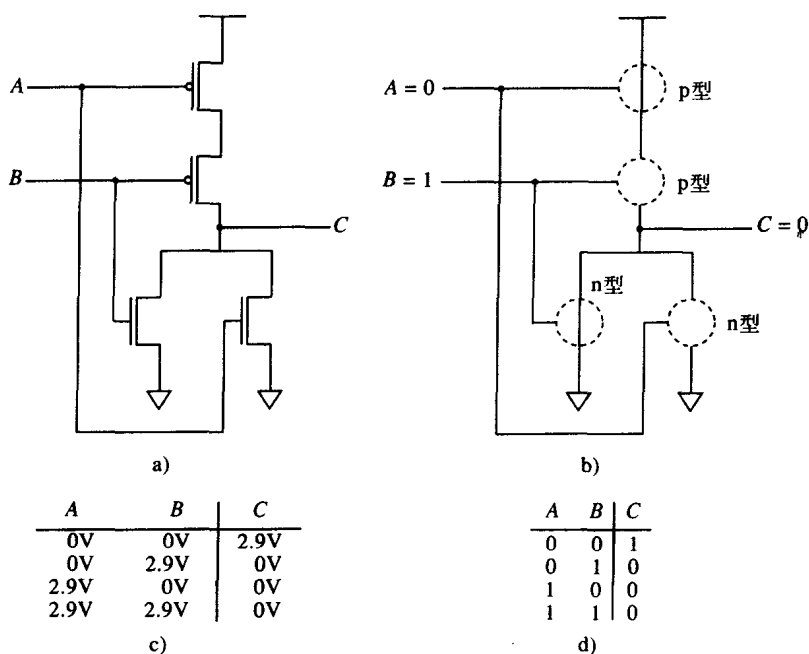 A
B
C
a)
A = 0
p型
p型
B = 1
C = 0
n型
n型
b)
A B C
0V 0V 2.9V
0V 2.9V 0V
2.9V 0V 0V
2.9V 2.9V 0V
c)
A B C
0 0 1
0 1 0
1 0 0
1 1 0
d)